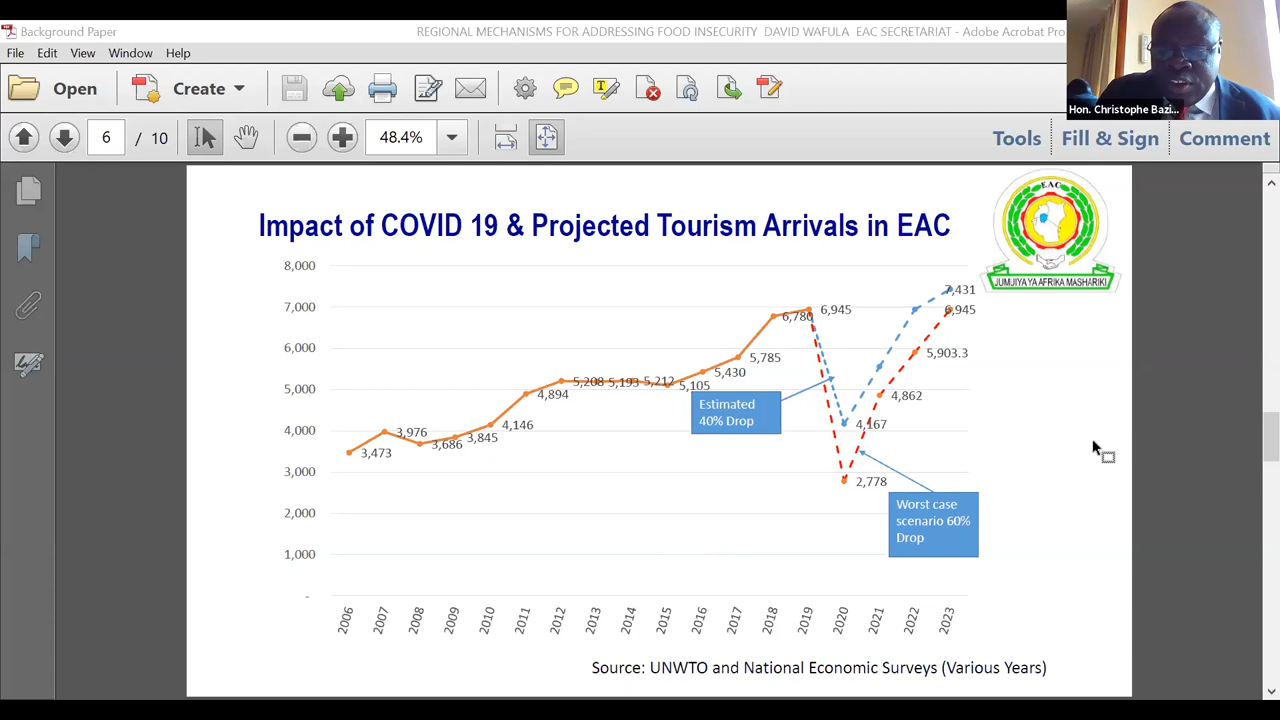 Background Paper
REGIONAL MECHANISMS FOR ADDRESSING FOOD INSECURITY DAVID WAFULA EAC SECRETARIAT - Adobe Acrobat Pro
File Edit View Window Help
Open Create
6 / 10 48.4% Tools Fill & Sign Comment
Hon. Christophe Bazi...
Impact of COVID 19 & Projected Tourism Arrivals in EAC
EAC
JUMUIYA YA AFRIKA MASHARIKI
8,000
7,000
6,000
5,000
4,000
3,000
2,000
1,000
-
3,473
3,976
3,686
3,845
4,146
4,894
5,208
5,193
5,212
5,105
5,430
5,785
6,780
6,945
4,167
2,778
4,862
5,903.3
7,431
6,945
Estimated
40% Drop
Worst case
scenario 60%
Drop
2006 2007 2008 2009 2010 2011 2012 2013 2014 2015 2016 2017 2018 2019 2020 2021 2022 2023
Source: UNWTO and National Economic Surveys (Various Years)